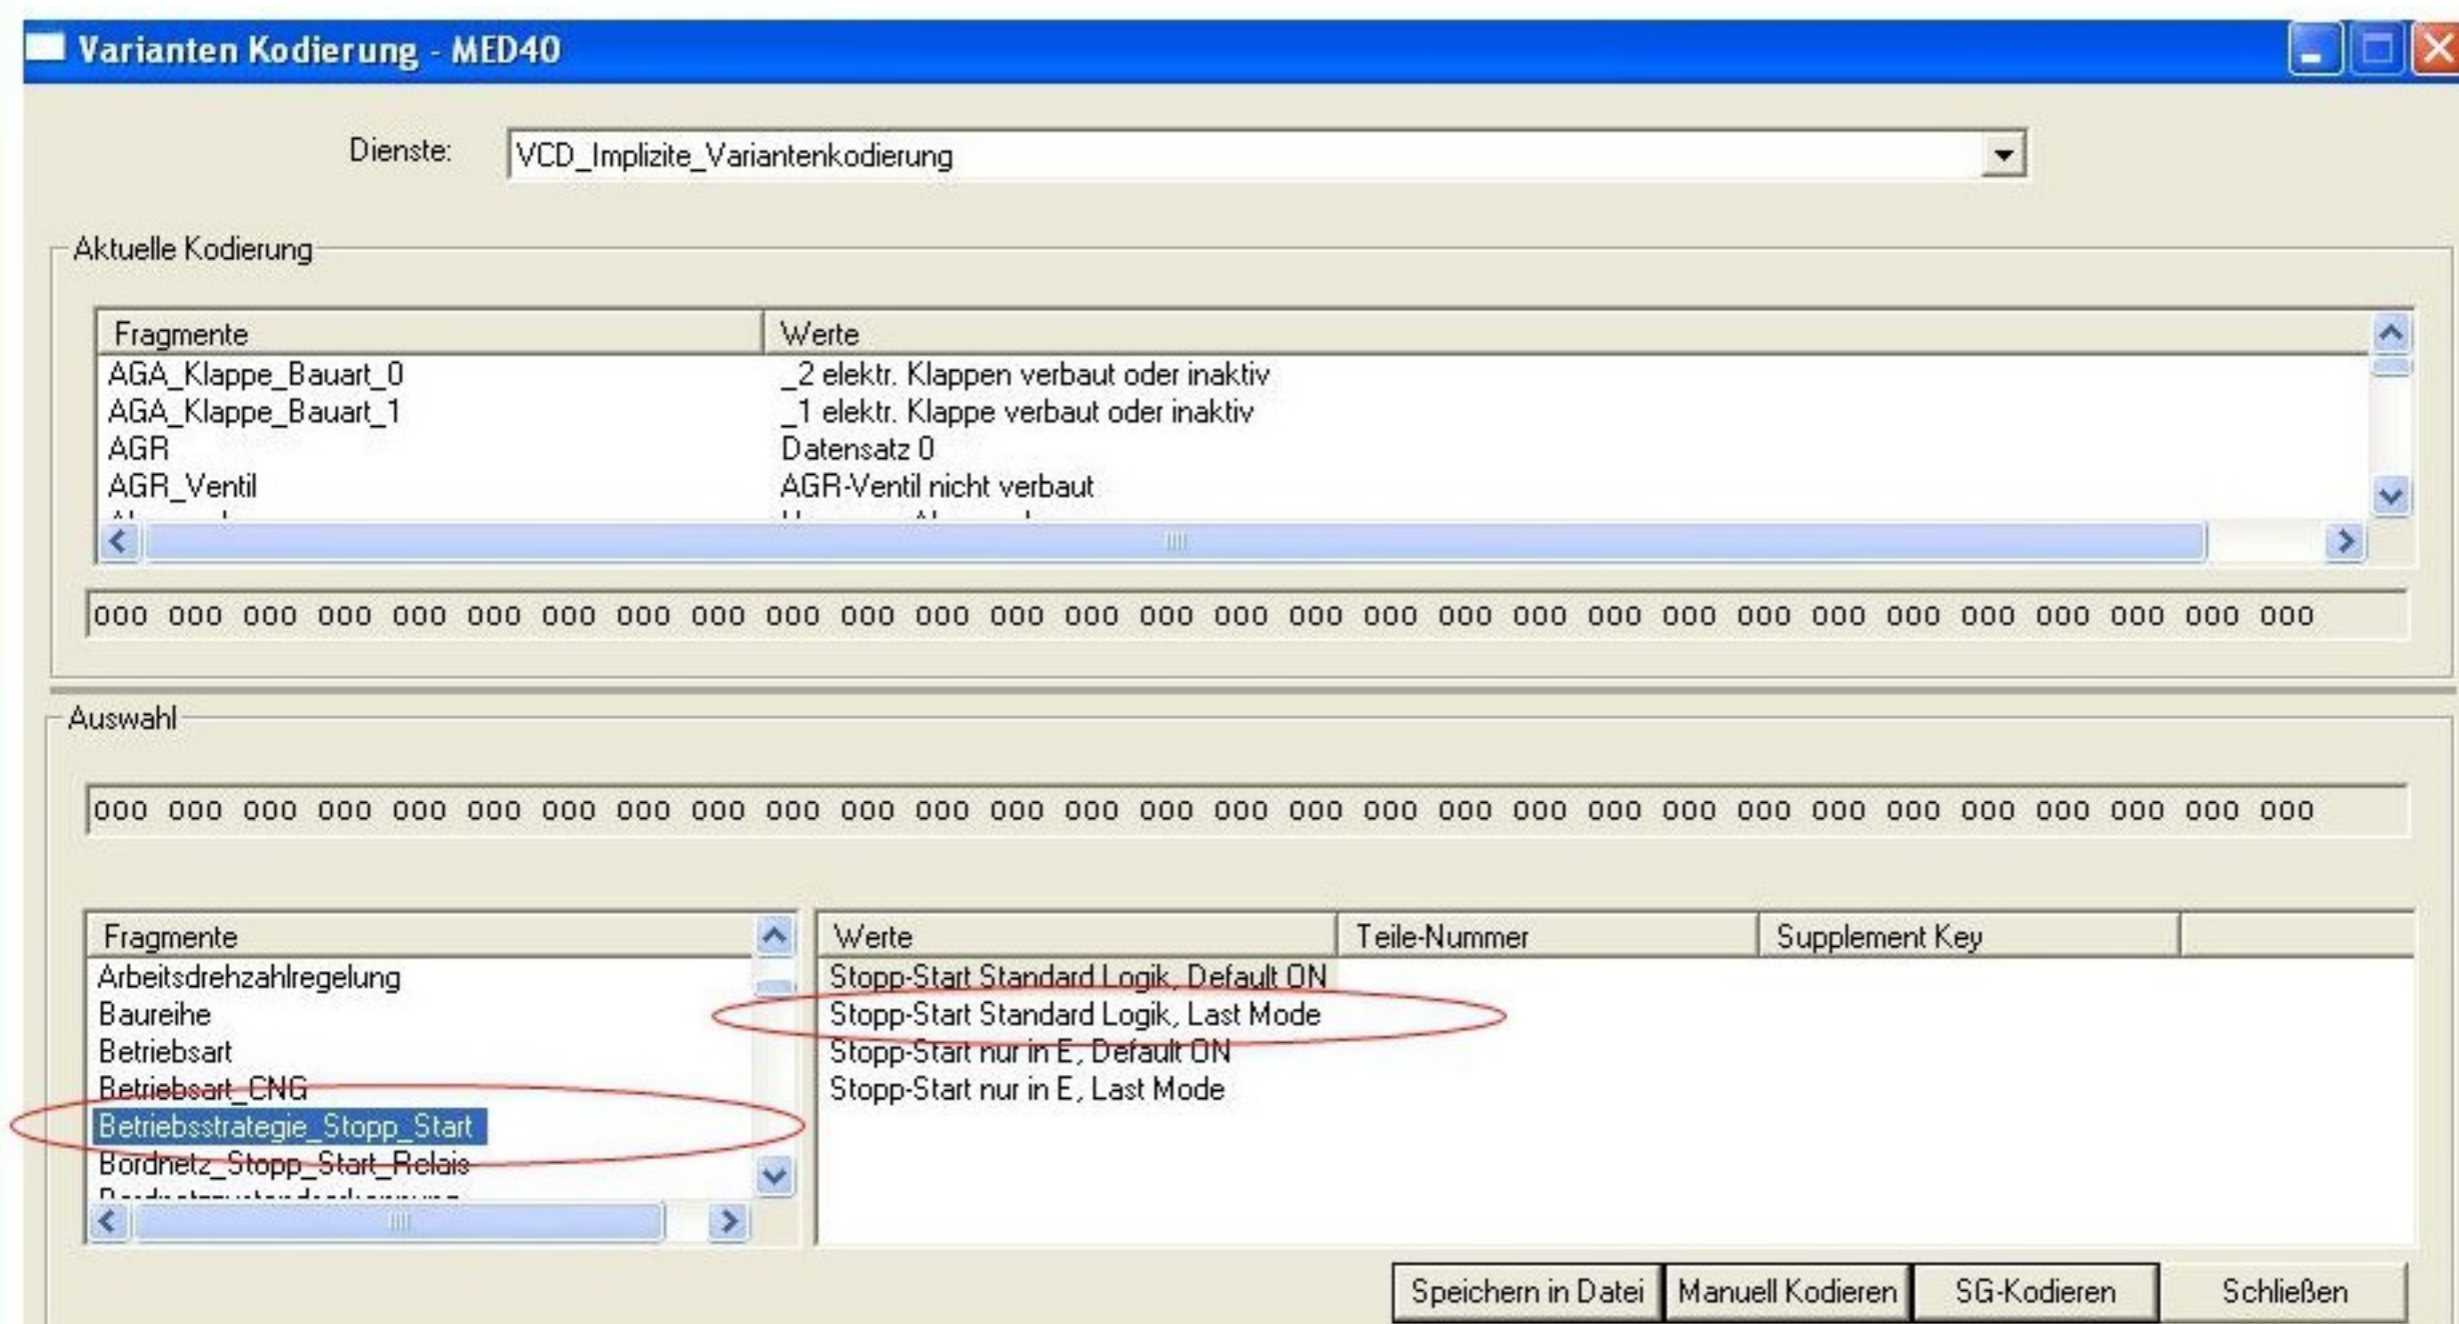 Varianten Kodierung - MED40
Dienste: VCD_Implizite_Variantenkodierung
Aktuelle Kodierung
Fragmente Werte
AGA_Klappe_Bauart_0 _2 elektr. Klappen verbaut oder inaktiv
AGA_Klappe_Bauart_1 _1 elektr. Klappe verbaut oder inaktiv
AGR Datensatz 0
AGR_Ventil AGR-Ventil nicht verbaut
000 000 000 000 000 000 000 000 000 000 000 000 000 000 000 000 000 000 000 000 000 000 000 000 000 000 000 000 000 000
Auswahl
000 000 000 000 000 000 000 000 000 000 000 000 000 000 000 000 000 000 000 000 000 000 000 000 000 000 000 000 000 000
Fragmente
Arbeitsdrehzahlregelung
Baureihe
Betriebsart
Betriebsart_CNG
Betriebsstrategie_Stopp_Start
Bordnetz_Stopp_Start_Relais
Werte Teile-Nummer Supplement Key
Stopp-Start Standard Logik, Default ON
Stopp-Start Standard Logik, Last Mode
Stopp-Start nur in E, Default ON
Stopp-Start nur in E, Last Mode
Speichern in Datei Manuell Kodieren SG-Kodieren Schließen